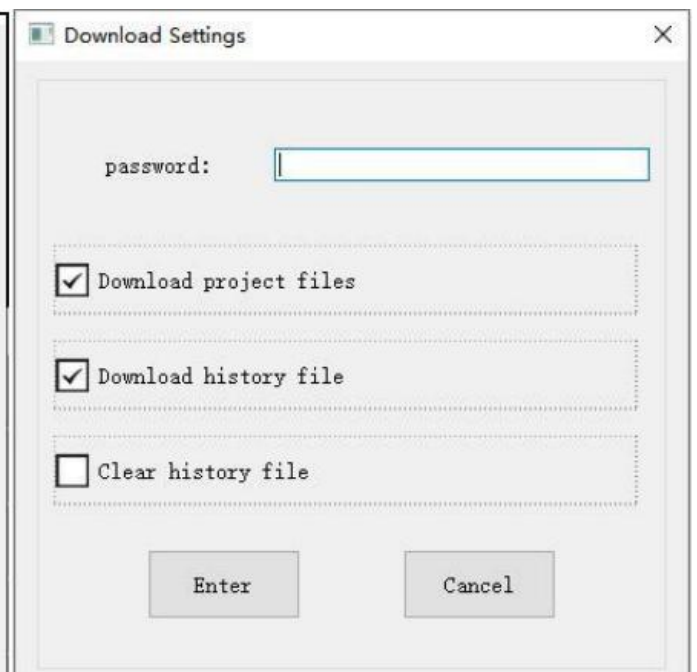 Download Settings
password:
Download project files
Download history file
Clear history file
Enter Cancel